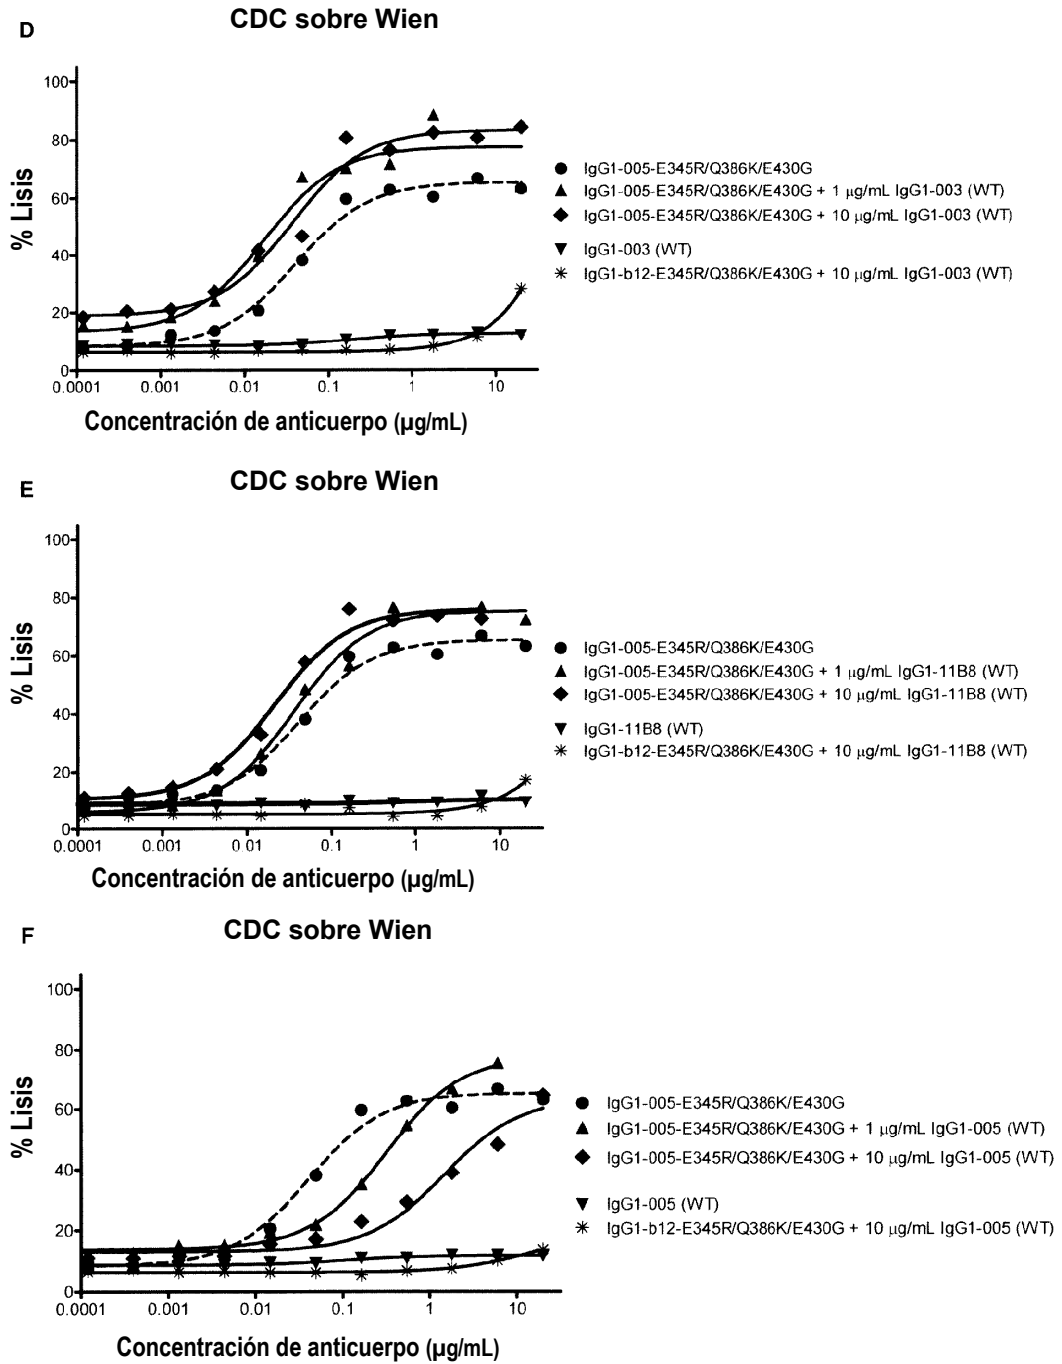 D
CDC sobre Wien
% Lisis
100
80
60
40
20
0
0.0001 0.001 0.01 0.1 1 10
Concentración de anticuerpo (µg/mL)
IgG1-005-E345R/Q386K/E430G
IgG1-005-E345R/Q386K/E430G + 1 µg/mL IgG1-003 (WT)
IgG1-005-E345R/Q386K/E430G + 10 µg/mL IgG1-003 (WT)
IgG1-003 (WT)
IgG1-b12-E345R/Q386K/E430G + 10 µg/mL IgG1-003 (WT)
E
CDC sobre Wien
% Lisis
100
80
60
40
20
0
0.0001 0.001 0.01 0.1 1 10
Concentración de anticuerpo (µg/mL)
IgG1-005-E345R/Q386K/E430G
IgG1-005-E345R/Q386K/E430G + 1 µg/mL IgG1-11B8 (WT)
IgG1-005-E345R/Q386K/E430G + 10 µg/mL IgG1-11B8 (WT)
IgG1-11B8 (WT)
IgG1-b12-E345R/Q386K/E430G + 10 µg/mL IgG1-11B8 (WT)
F
CDC sobre Wien
% Lisis
100
80
60
40
20
0
0.0001 0.001 0.01 0.1 1 10
Concentración de anticuerpo (µg/mL)
IgG1-005-E345R/Q386K/E430G
IgG1-005-E345R/Q386K/E430G + 1 µg/mL IgG1-005 (WT)
IgG1-005-E345R/Q386K/E430G + 10 µg/mL IgG1-005 (WT)
IgG1-005 (WT)
IgG1-b12-E345R/Q386K/E430G + 10 µg/mL IgG1-005 (WT)